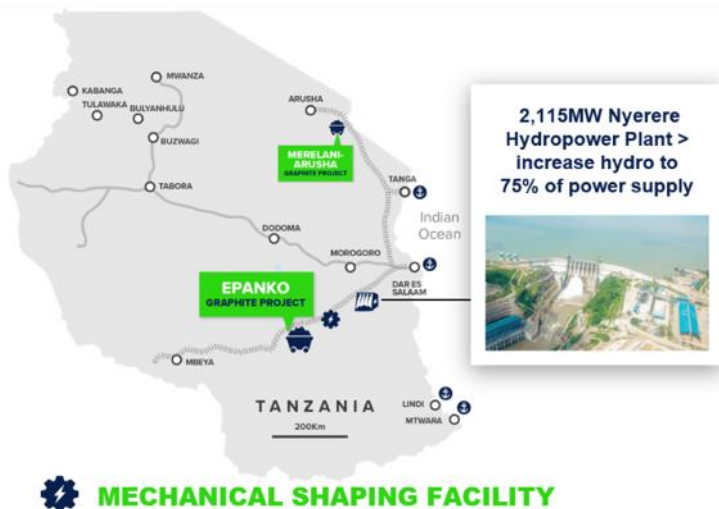 KABANGA
MWANZA
TULAWAKA
BULYANHULU
BUZWAGI
TABORA
ARUSHA
MERELANI-
ARUSHA
GRAPHITE PROJECT
TANGA
Indian
Ocean
DODOMA
MOROGORO
DAR ES
SALAAM
EPANKO
GRAPHITE PROJECT
MBEYA
TANZANIA
200Km
LINDI
MTWARA
2,115MW Nyerere
Hydropower Plant >
increase hydro to
75% of power supply
MECHANICAL SHAPING FACILITY